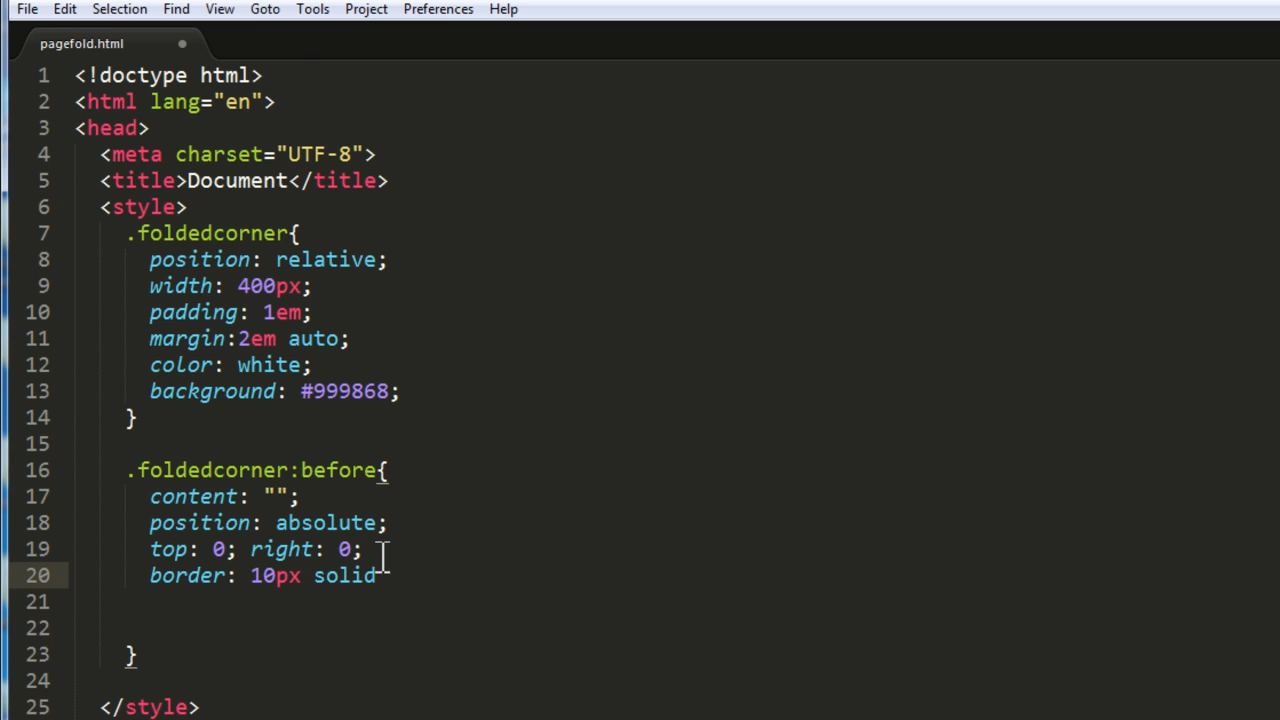 File Edit Selection Find View Goto Tools Project Preferences Help
pagefold.html
1 <!doctype html>
2 <html lang="en">
3 <head>
4 <meta charset="UTF-8">
5 <title>Document</title>
6 <style>
7 .foldedcorner{
8 position: relative;
9 width: 400px;
10 padding: 1em;
11 margin:2em auto;
12 color: white;
13 background: #999868;
14 }
15
16 .foldedcorner:before{
17 content: "";
18 position: absolute;
19 top: 0; right: 0;
20 border: 10px solid
21
22
23 }
24
25 </style>